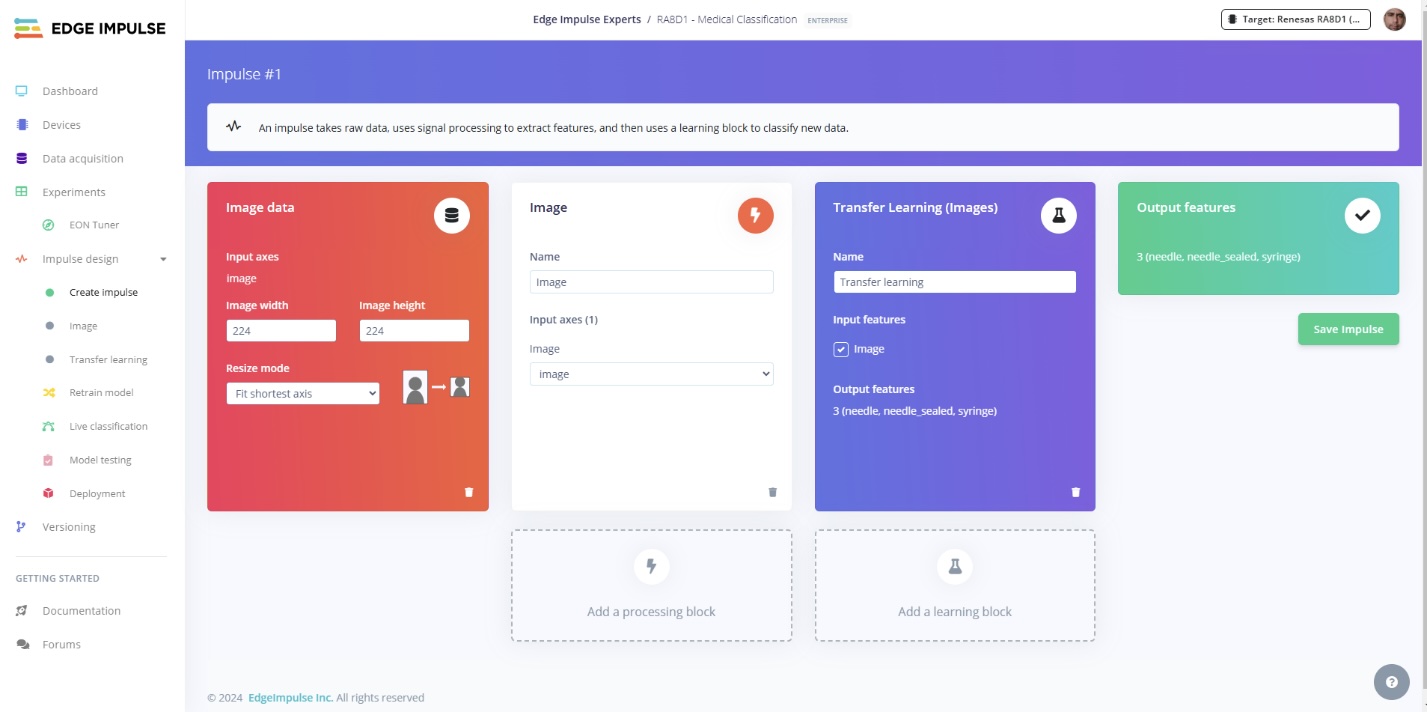 EDGE IMPULSE
Edge Impulse Experts / RA8D1 - Medical Classification ENTERPRISE
Target: Renesas RA8D1 (...
Dashboard
Devices
Data acquisition
Experiments
EON Tuner
Impulse design
Create impulse
Image
Transfer learning
Retrain model
Live classification
Model testing
Deployment
Versioning
GETTING STARTED
Documentation
Forums
Impulse #1
An impulse takes raw data, uses signal processing to extract features, and then uses a learning block to classify new data.
Image data
Input axes
image
Image width Image height
224 224
Resize mode
Fit shortest axis
Image
Name
Image
Input axes (1)
Image
image
Transfer Learning (Images)
Name
Transfer learning
Input features
Image
Output features
3 (needle, needle_sealed, syringe)
Output features
3 (needle, needle_sealed, syringe)
Save Impulse
Add a processing block
Add a learning block
© 2024 EdgeImpulse Inc. All rights reserved